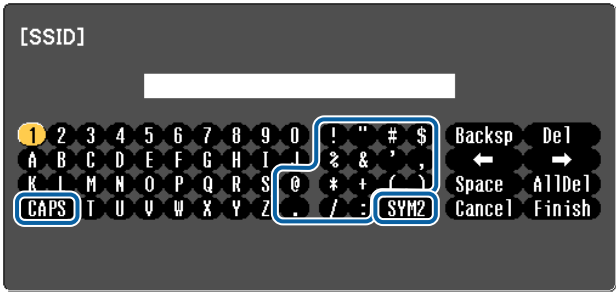 [SSID]
1 2 3 4 5 6 7 8 9 0 ! " # $ Backsp Del
A B C D E F G H I J % & ' , ← →
K L M N O P Q R S @ * + ( ) Space AllDel
CAPS T U V W X Y Z . / : SYM2 Cancel Finish